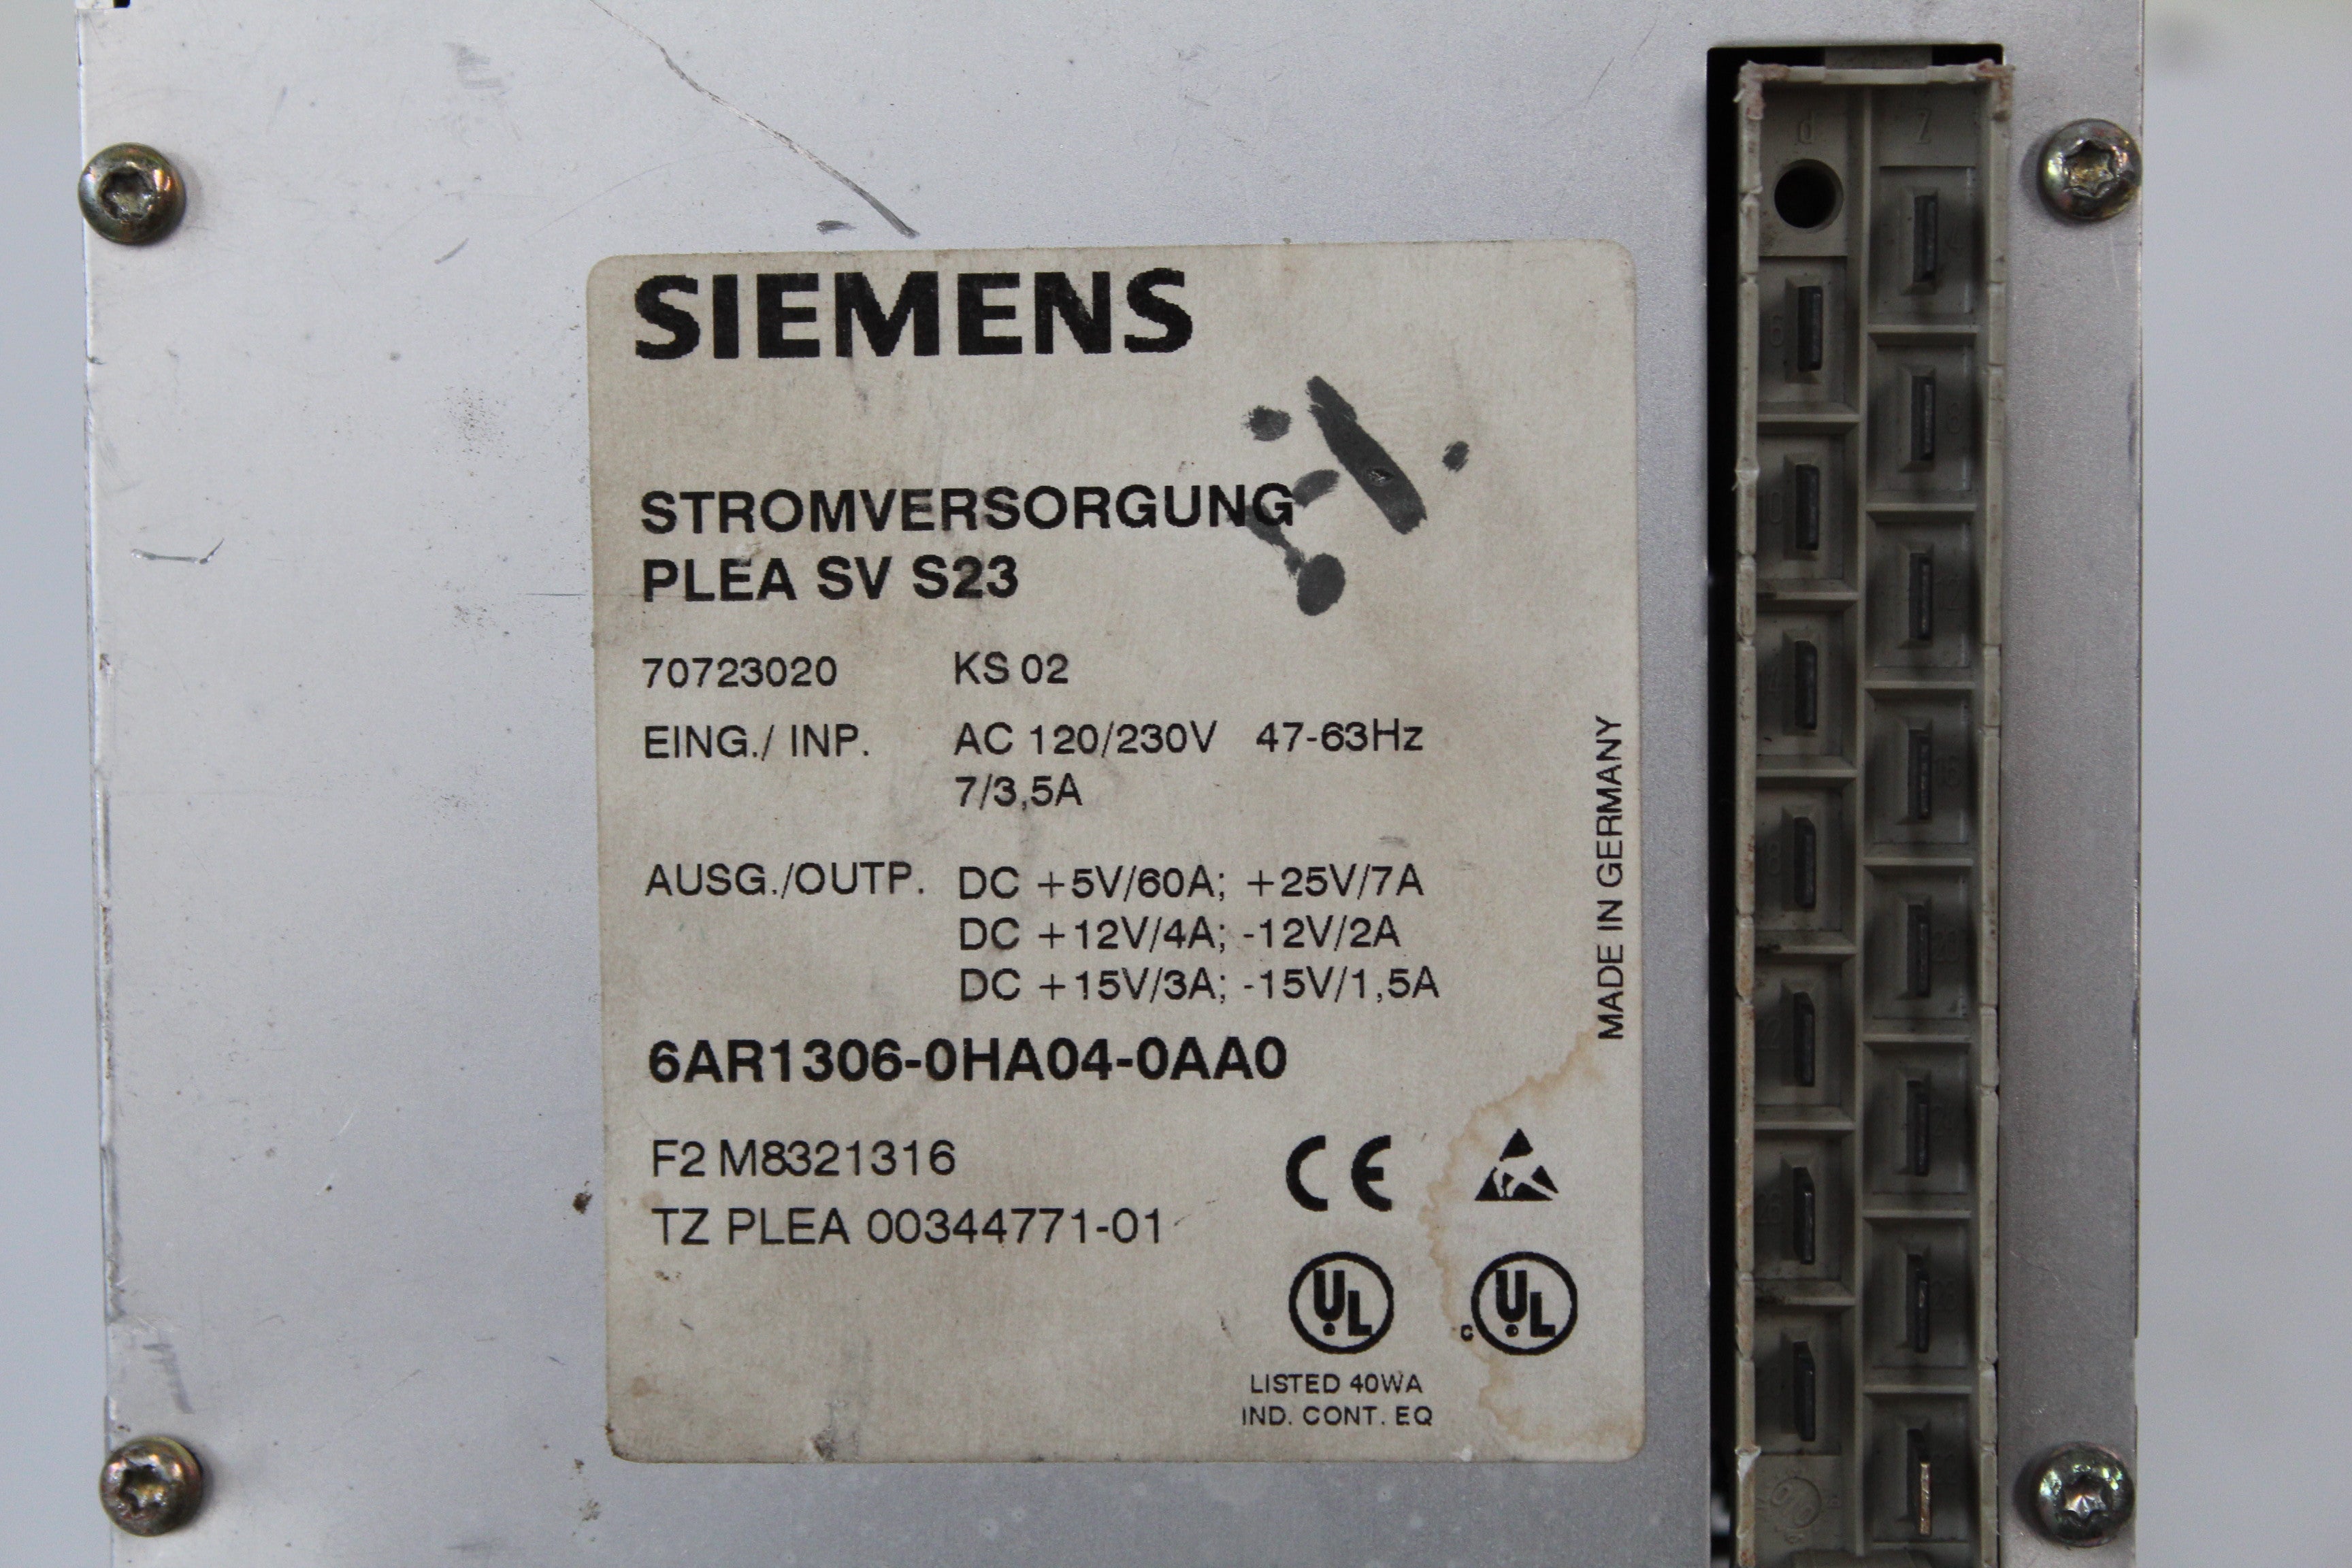 SIEMENS
STROMVERSORGUNG
PLEA SV S23
70723020 KS 02
EING./ INP. AC 120/230V 47-63Hz
7/3,5A
AUSG./OUTP. DC +5V/60A; +25V/7A
DC +12V/4A; -12V/2A
DC +15V/3A; -15V/1,5A
6AR1306-0HA04-0AA0
F2 M8321316
TZ PLEA 00344771-01
CE
UL
c UL
LISTED 40WA
IND. CONT. EQ
MADE IN GERMANY
d z